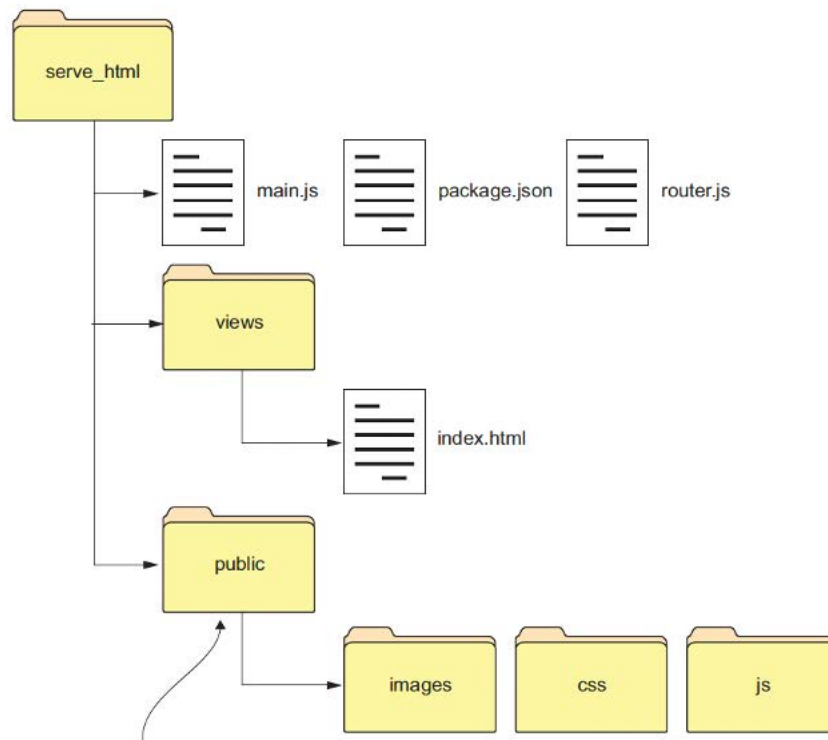 serve_html
main.js
package.json
router.js
views
index.html
public
images
css
js